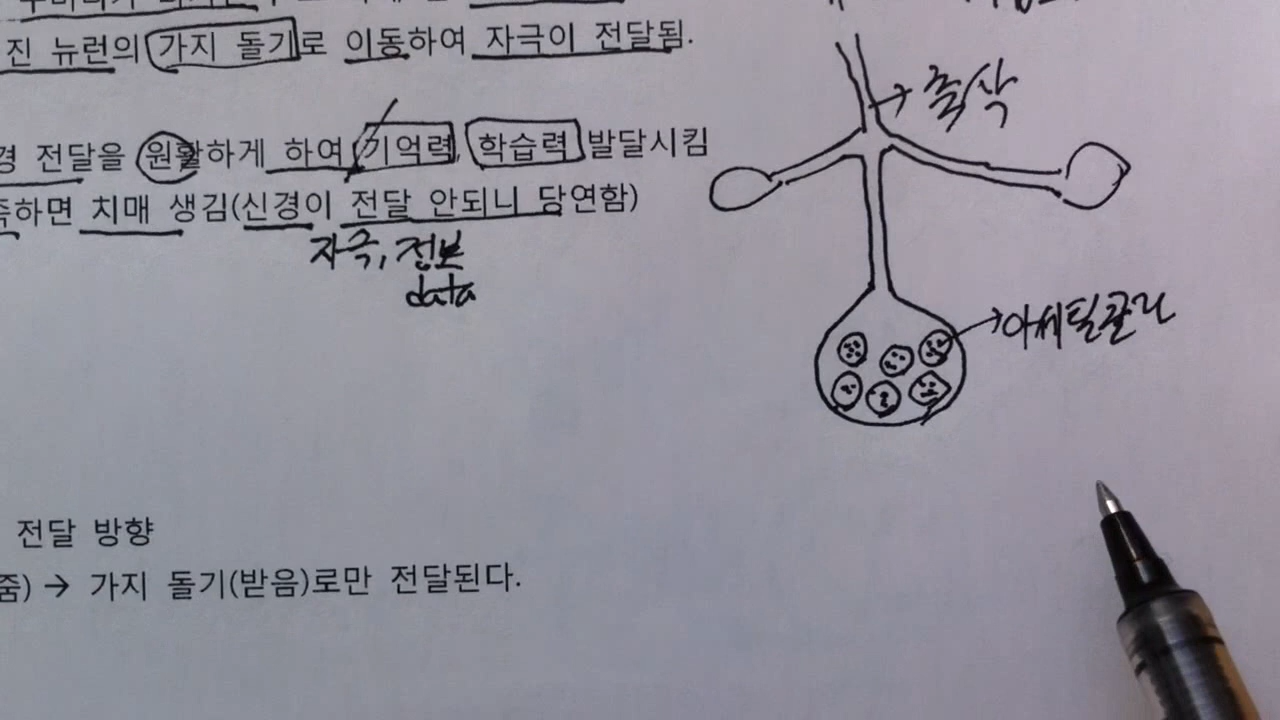 진 뉴런의 가지 돌기로 이동하여 자극이 전달됨.
경 전달을 원활하게 하여 기억력, 학습력 발달시킴
족하면 치매 생김(신경이 전달 안되니 당연함)
자극, 정보
data
축삭
아세틸콜린
전달 방향
줌) → 가지 돌기(받음)로만 전달된다.